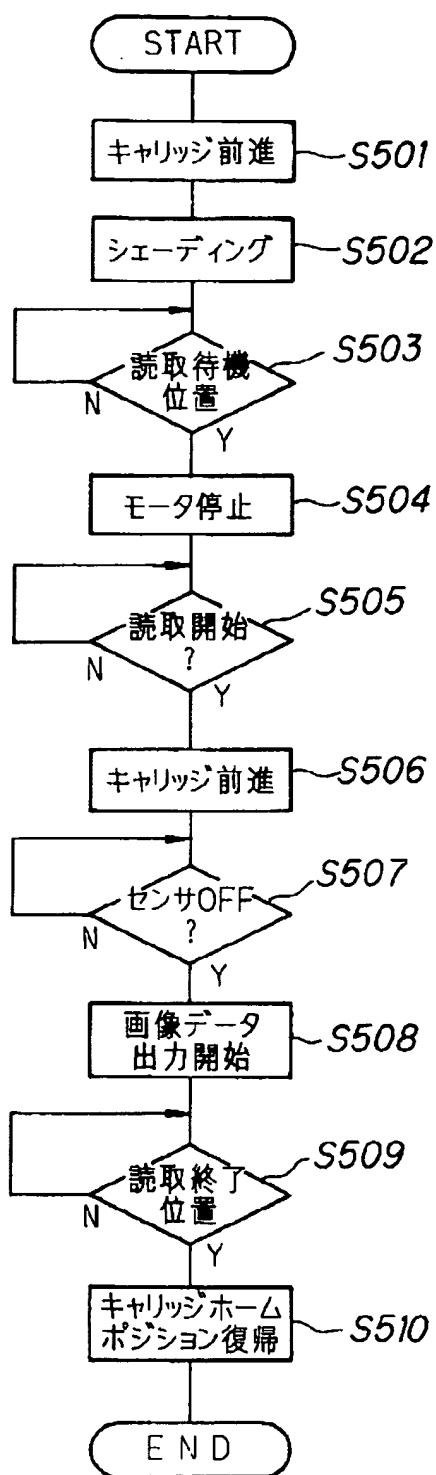 START
キャリッジ前進
S501
シェーディング
S502
読取待機
位置
S503
N
Y
モータ停止
S504
読取開始
?
S505
N
Y
キャリッジ前進
S506
センサOFF
?
S507
N
Y
画像データ
出力開始
S508
読取終了
位置
S509
N
Y
キャリッジホーム
ポジション復帰
S510
END